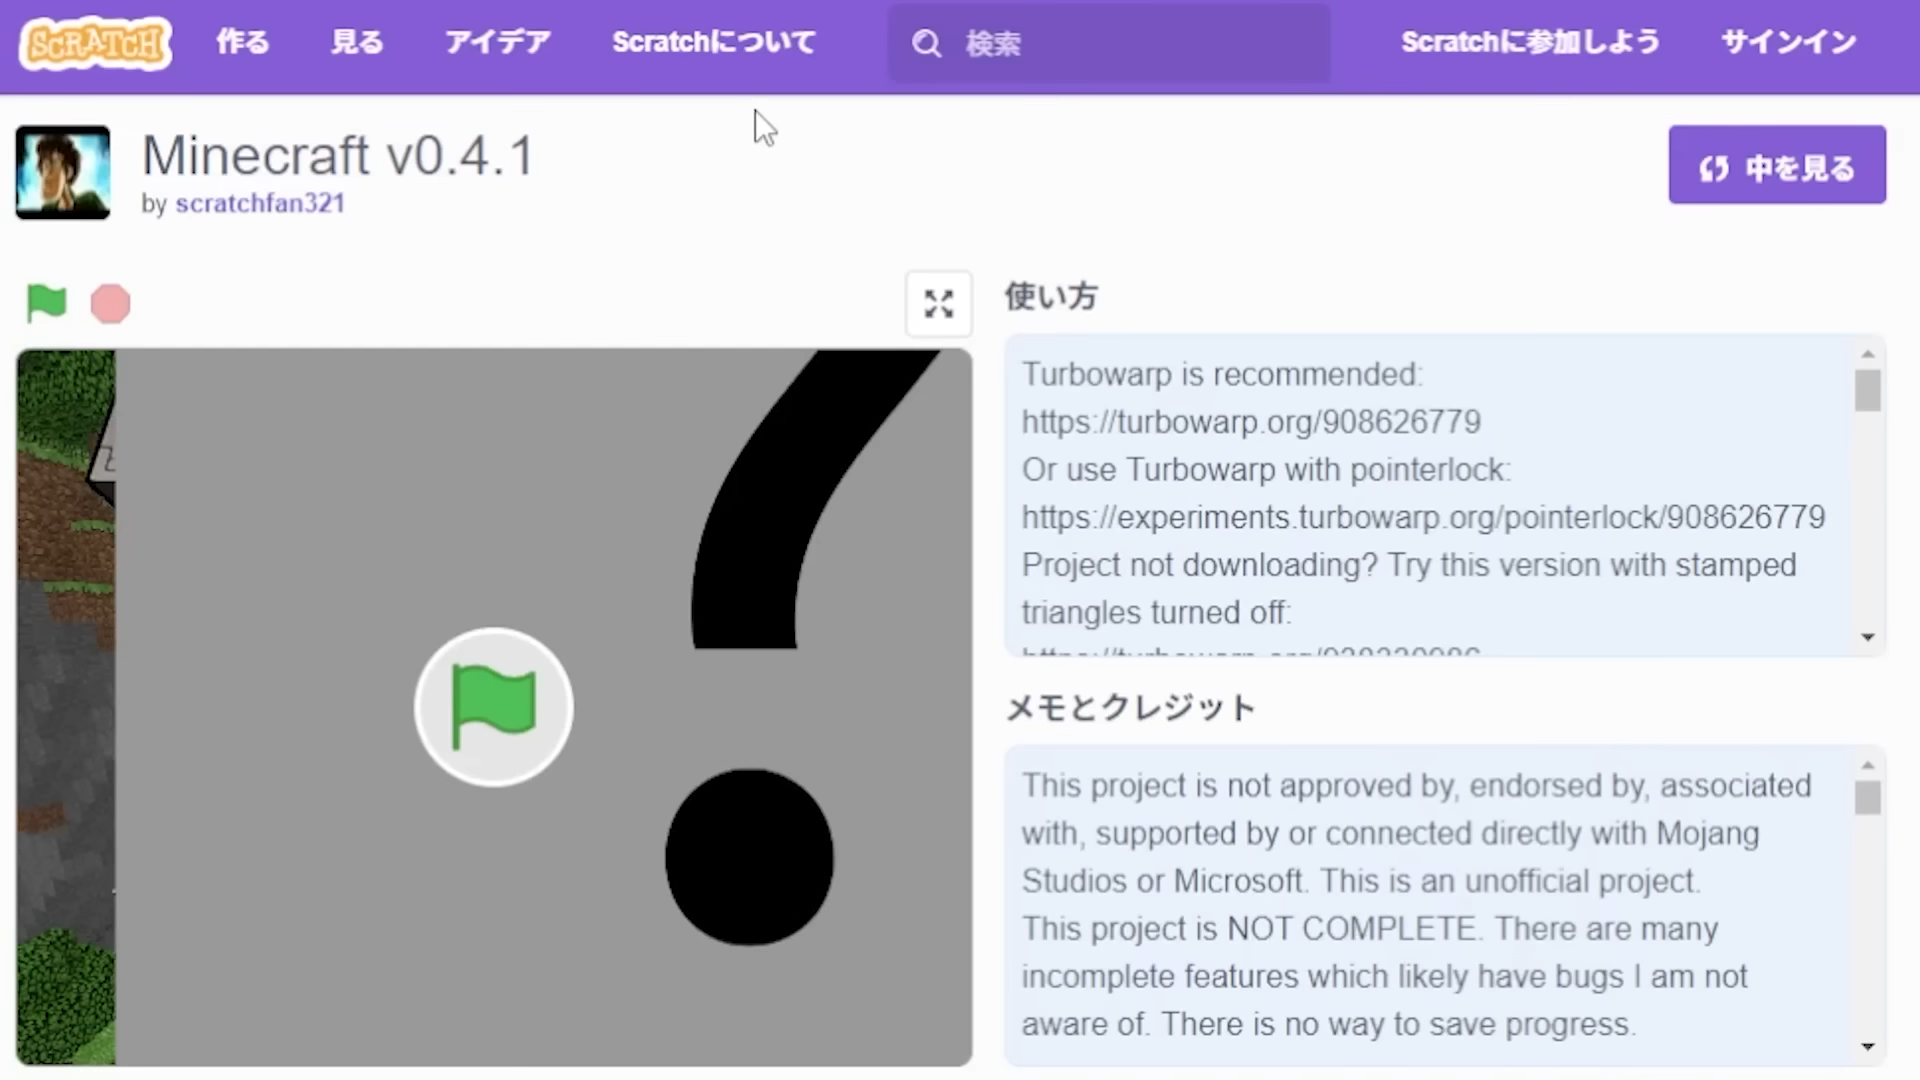 SCRATCH 作る 見る アイデア Scratchについて 検索 Scratchに参加しよう サインイン
Minecraft v0.4.1
by scratchfan321
中を見る
使い方
Turbowarp is recommended:
https://turbowarp.org/908626779
Or use Turbowarp with pointerlock:
https://experiments.turbowarp.org/pointerlock/908626779
Project not downloading? Try this version with stamped
triangles turned off:
メモとクレジット
This project is not approved by, endorsed by, associated
with, supported by or connected directly with Mojang
Studios or Microsoft. This is an unofficial project.
This project is NOT COMPLETE. There are many
incomplete features which likely have bugs I am not
aware of. There is no way to save progress.